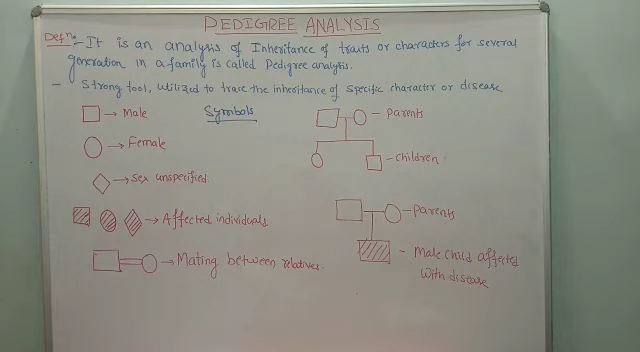 PEDIGREE ANALYSIS
Defn:- It is an analysis of Inheritance of traits or characters for several
generation in a family is called Pedigree analysis.
- Strong tool, utilized to trace the inheritance of specific character or disease
Symbols
→ Male
→ Female
→ Sex unspecified.
→ Affected individuals.
→ Mating between relatives.
- parents
- children.
- parents
- Male child affected
with disease